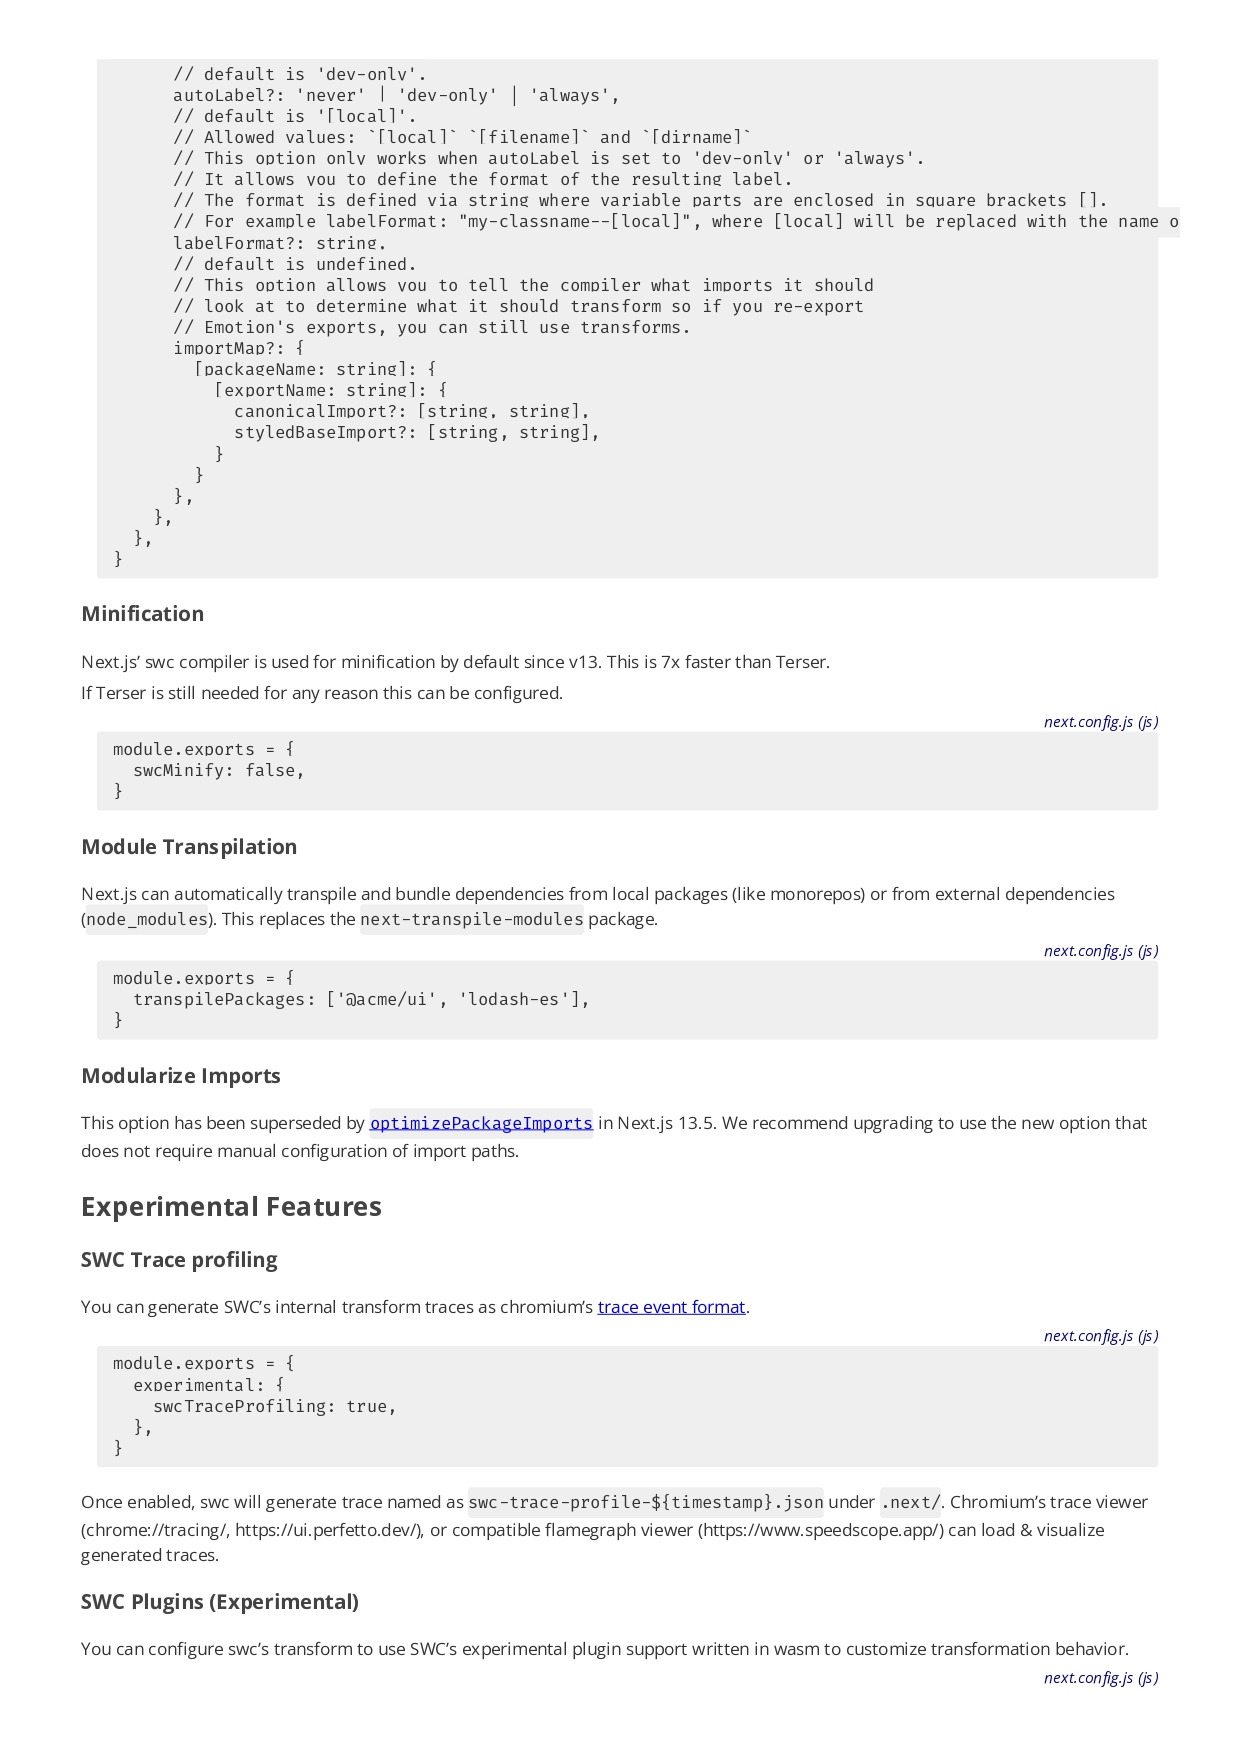 // default is 'dev-only'.
autoLabel?: 'never' | 'dev-only' | 'always',
// default is '[local]'.
// Allowed values: `[local]` `[filename]` and `[dirname]`
// This option only works when autoLabel is set to 'dev-only' or 'always'.
// It allows you to define the format of the resulting label.
// The format is defined via string where variable parts are enclosed in square brackets [].
// For example labelFormat: "my-classname--[local]", where [local] will be replaced with the name o
labelFormat?: string,
// default is undefined.
// This option allows you to tell the compiler what imports it should
// look at to determine what it should transform so if you re-export
// Emotion's exports, you can still use transforms.
importMap?: {
[packageName: string]: {
[exportName: string]: {
canonicalImport?: [string, string],
styledBaseImport?: [string, string],
}
}
},
},
},
}
Minification
Next.js’ swc compiler is used for minification by default since v13. This is 7x faster than Terser.
If Terser is still needed for any reason this can be configured.
next.config.js (js)
module.exports = {
swcMinify: false,
}
Module Transpilation
Next.js can automatically transpile and bundle dependencies from local packages (like monorepos) or from external dependencies
(node_modules). This replaces the next-transpile-modules package.
next.config.js (js)
module.exports = {
transpilePackages: ['@acme/ui', 'lodash-es'],
}
Modularize Imports
This option has been superseded by optimizePackageImports in Next.js 13.5. We recommend upgrading to use the new option that
does not require manual configuration of import paths.
Experimental Features
SWC Trace profiling
You can generate SWC’s internal transform traces as chromium’s trace event format.
next.config.js (js)
module.exports = {
experimental: {
swcTraceProfiling: true,
},
}
Once enabled, swc will generate trace named as swc-trace-profile-${timestamp}.json under .next/. Chromium’s trace viewer
(chrome://tracing/, https://ui.perfetto.dev/), or compatible flamegraph viewer (https://www.speedscope.app/) can load & visualize
generated traces.
SWC Plugins (Experimental)
You can configure swc’s transform to use SWC’s experimental plugin support written in wasm to customize transformation behavior.
next.config.js (js)